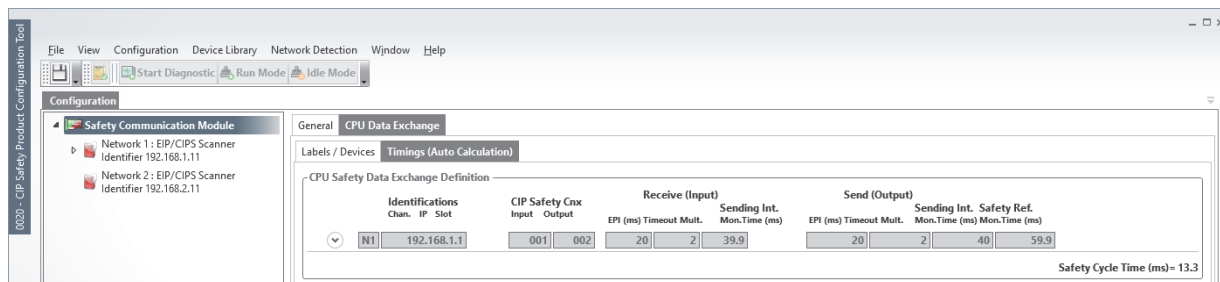 0020 - CIP Safety Product Configuration Tool
File View Configuration Device Library Network Detection Window Help
Start Diagnostic Run Mode Idle Mode
Configuration
Safety Communication Module
Network 1 : EIP/CIPS Scanner
Identifier 192.168.1.11
Network 2 : EIP/CIPS Scanner
Identifier 192.168.2.11
General CPU Data Exchange
Labels / Devices Timings (Auto Calculation)
CPU Safety Data Exchange Definition
Receive (Input) Send (Output)
Identifications CIP Safety Cnx Sending Int. Sending Int. Safety Ref.
Chan. IP Slot Input Output EPI (ms) Timeout Mult. Mon.Time (ms) EPI (ms) Timeout Mult. Mon.Time (ms) Mon.Time (ms)
N1 192.168.1.1 001 002 20 2 39.9 20 2 40 59.9
Safety Cycle Time (ms)= 13.3